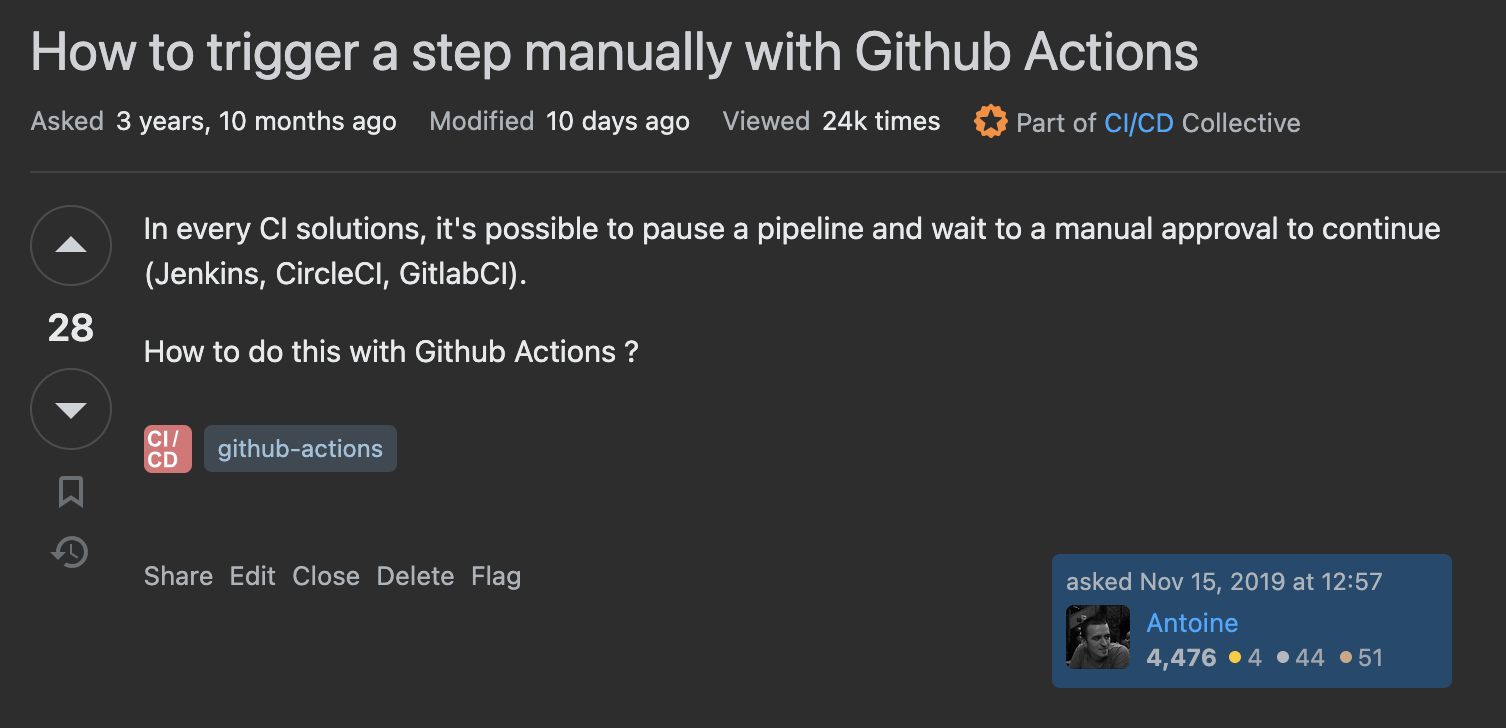 How to trigger a step manually with Github Actions
Asked 3 years, 10 months ago Modified 10 days ago Viewed 24k times Part of CI/CD Collective
In every CI solutions, it's possible to pause a pipeline and wait to a manual approval to continue
(Jenkins, CircleCI, GitlabCI).
28
How to do this with Github Actions ?
CI/
CD github-actions
Share Edit Close Delete Flag
asked Nov 15, 2019 at 12:57
Antoine
4,476 4 44 51